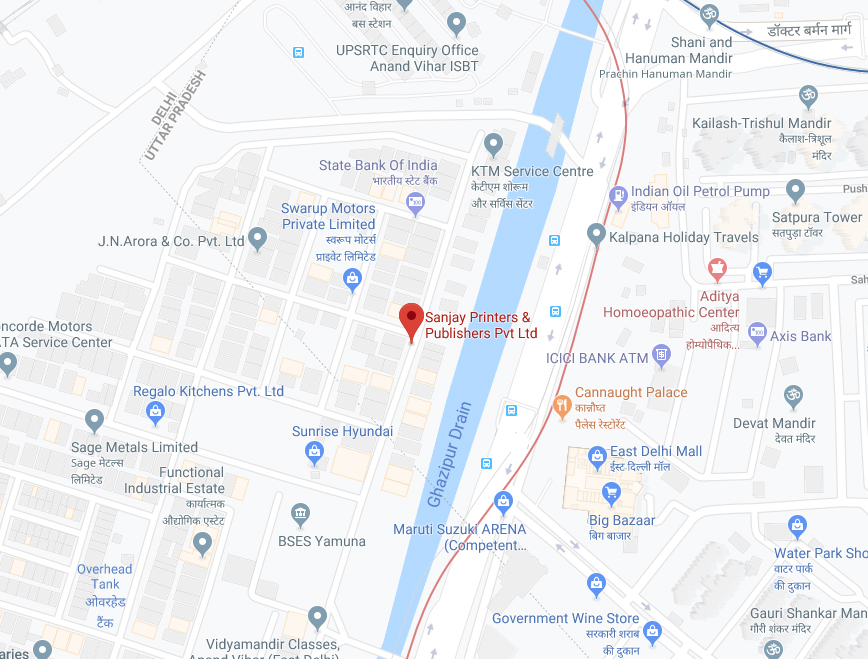 आनंद विहार
बस स्टेशन
UPSRTC Enquiry Office
Anand Vihar ISBT
Shani and
Hanuman Mandir
Prachin Hanuman Mandir
डॉक्टर बर्मन मार्ग
DELHI
UTTAR PRADESH
Kailash-Trishul Mandir
कैलाश-त्रिशूल
मंदिर
State Bank Of India
भारतीय स्टेट बैंक
KTM Service Centre
केटीएम शोरूम
और सर्विस सेंटर
Indian Oil Petrol Pump
इंडियन ऑयल
Push
Satpura Tower
सतपुड़ा टॉवर
Swarup Motors
Private Limited
स्वरूप मोटर्स
प्राइवेट लिमिटेड
J.N.Arora & Co. Pvt. Ltd
Kalpana Holiday Travels
Sah
Aditya
Homoeopathic Center
आदित्य
होम्योपैथिक...
Sanjay Printers &
Publishers Pvt Ltd
oncorde Motors
TA Service Center
Axis Bank
ICICI BANK ATM
Regalo Kitchens Pvt. Ltd
Cannaught Palace
कान्नौघ्त
पैलेस रेस्टोरेंट
Devat Mandir
देवत मंदिर
Sunrise Hyundai
Ghazipur Drain
Sage Metals Limited
Sage मेटल्स
लिमिटेड
East Delhi Mall
ईस्ट दिल्ली मॉल
Functional
Industrial Estate
कार्यात्मक
औद्योगिक एस्टेट
Big Bazaar
बिग बाजार
Maruti Suzuki ARENA
(Competent...
BSES Yamuna
Water Park Sho
वाटर पार्क
की दुकान
Overhead
Tank
ओवरहेड
टैंक
Government Wine Store
सरकारी शराब
की दुकान
Gauri Shankar Man
गौरी शंकर मंदिर
Vidyamandir Classes,
Anand Vihar (East Delhi)
aries